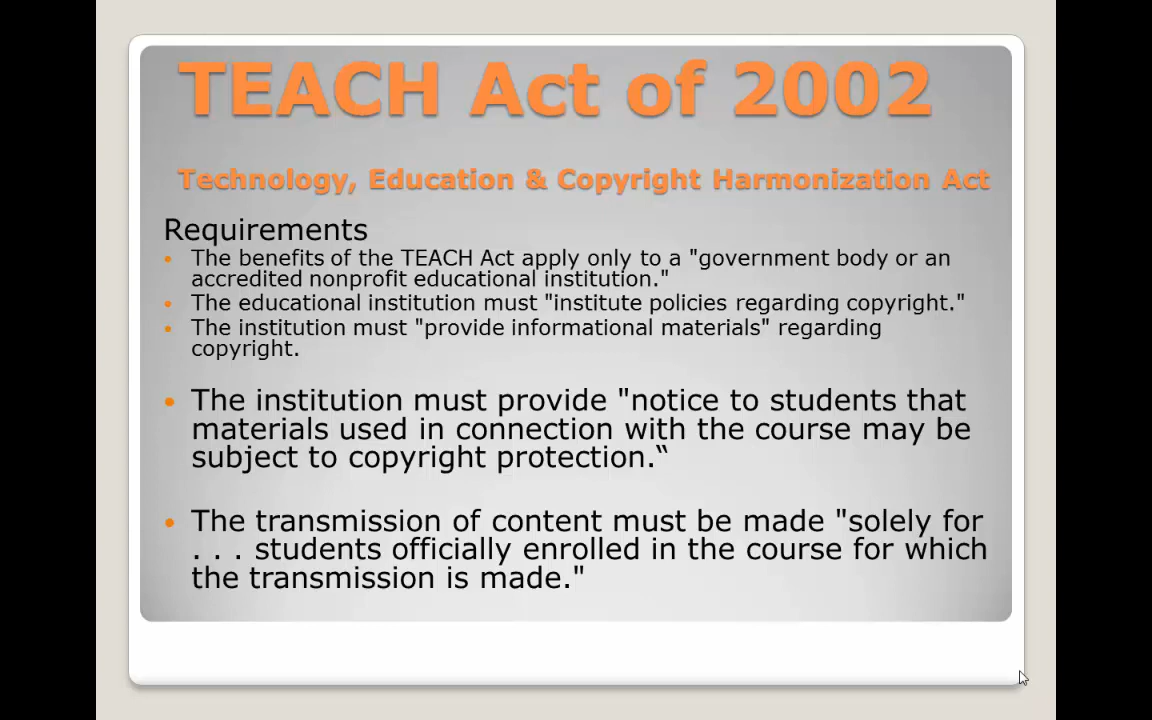 TEACH Act of 2002
Technology, Education & Copyright Harmonization Act
Requirements
• The benefits of the TEACH Act apply only to a "government body or an
accredited nonprofit educational institution."
• The educational institution must "institute policies regarding copyright."
• The institution must "provide informational materials" regarding
copyright.
• The institution must provide "notice to students that
materials used in connection with the course may be
subject to copyright protection.“
• The transmission of content must be made "solely for
. . . students officially enrolled in the course for which
the transmission is made."